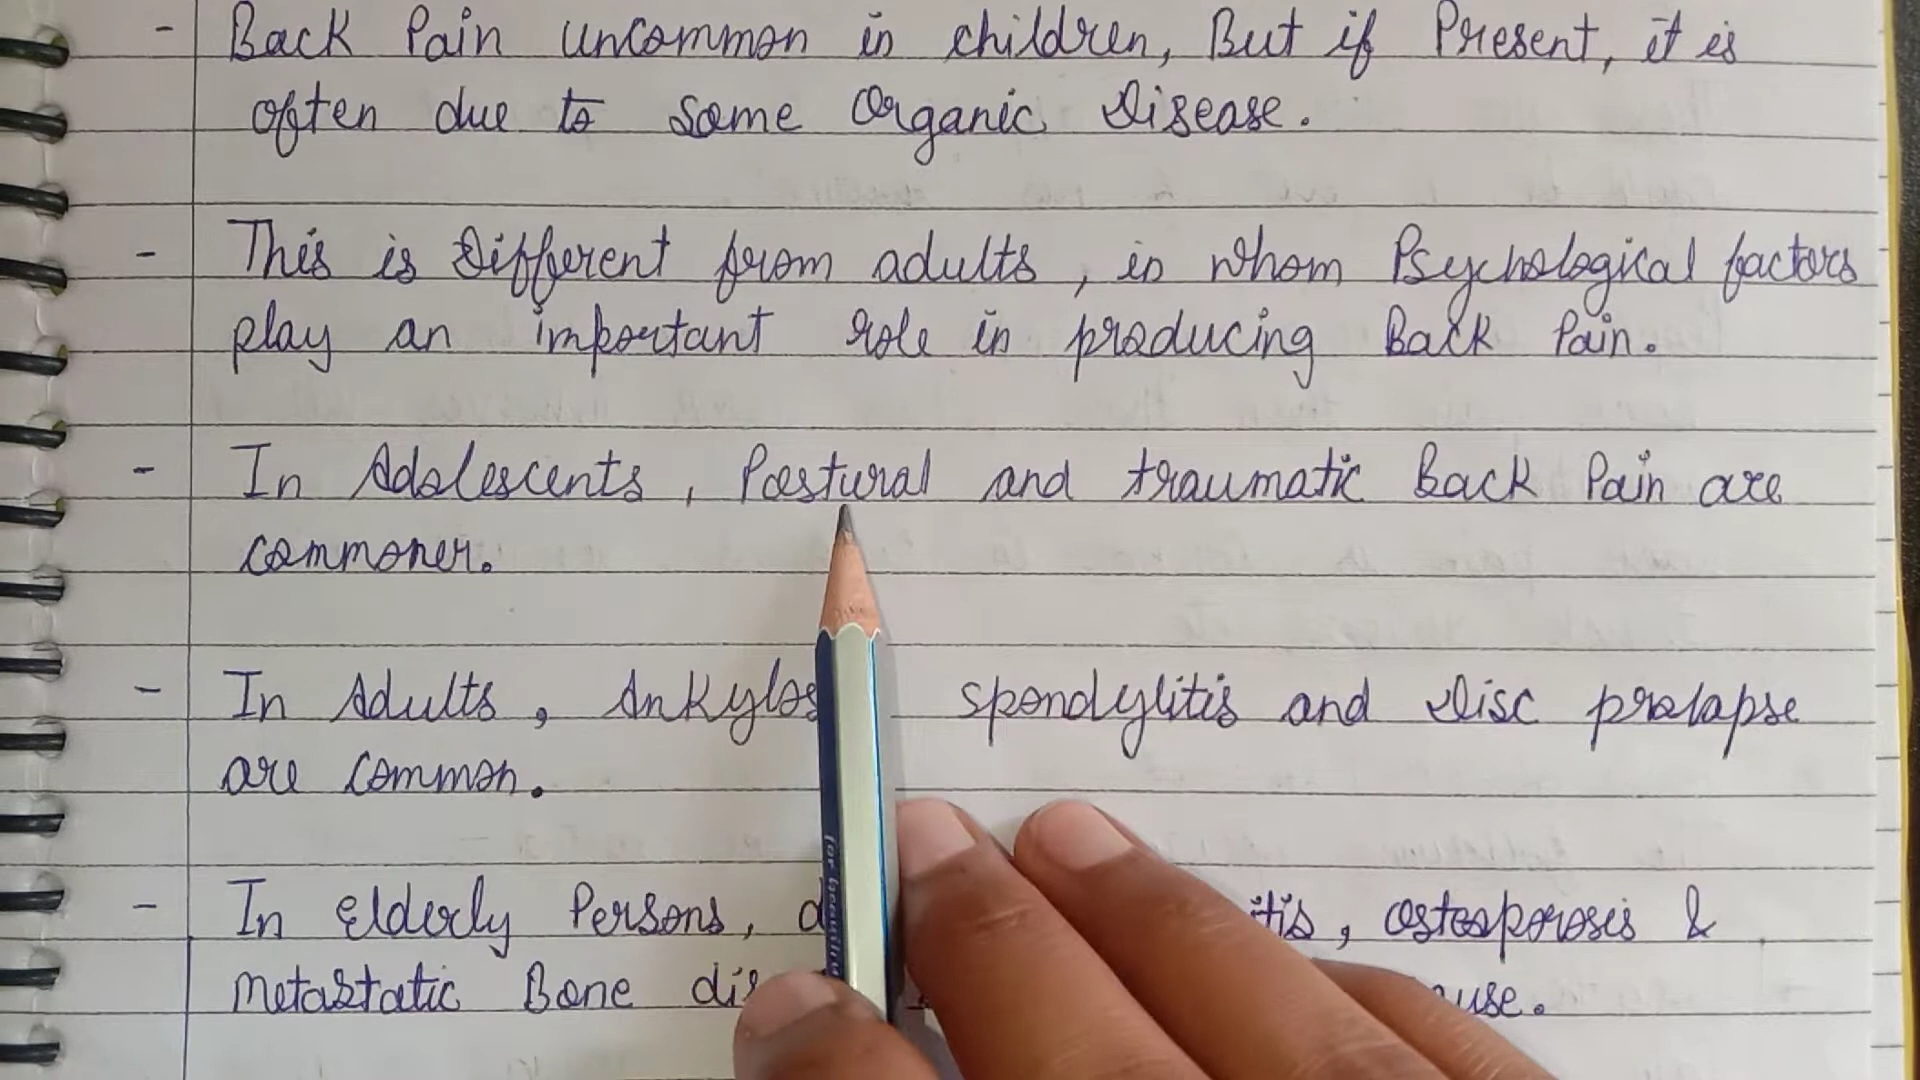 - Back Pain uncommon in children, But if Present, it is
often due to some organic disease.
- This is different from adults, in whom Psychological factors
play an important role in producing Back Pain.
- In Adolescents, Postural and traumatic Back Pain are
commoner.
- In Adults, Ankylos spondylitis and disc prolapse
are common.
- In Elderly Persons, d itis, osteoporosis &
metastatic Bone dis use.